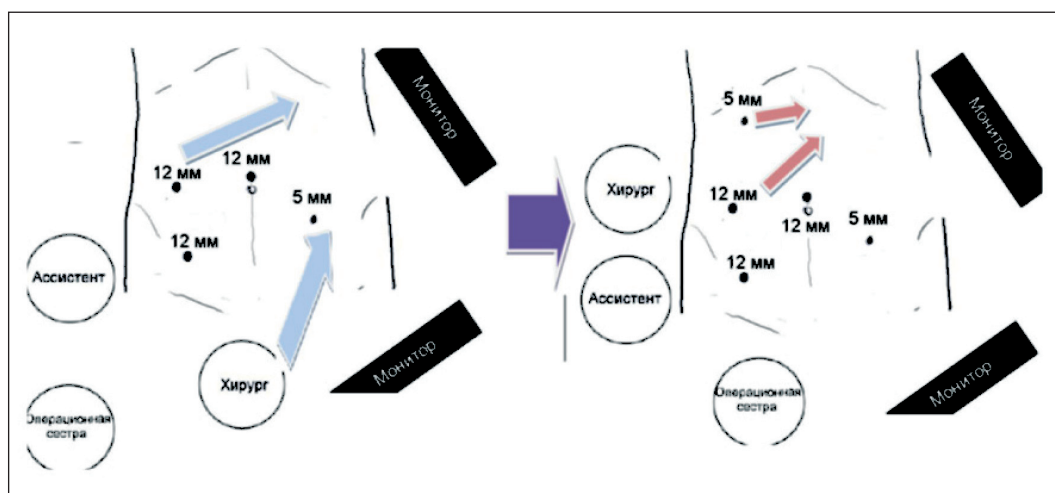 Монитор
12 мм
12 мм
5 мм
12 мм
Ассистент
Хирург
Монитор
Операционная
сестра
Монитор
5 мм
Хирург
12 мм
12 мм
5 мм
12 мм
Ассистент
Монитор
Операционная
сестра